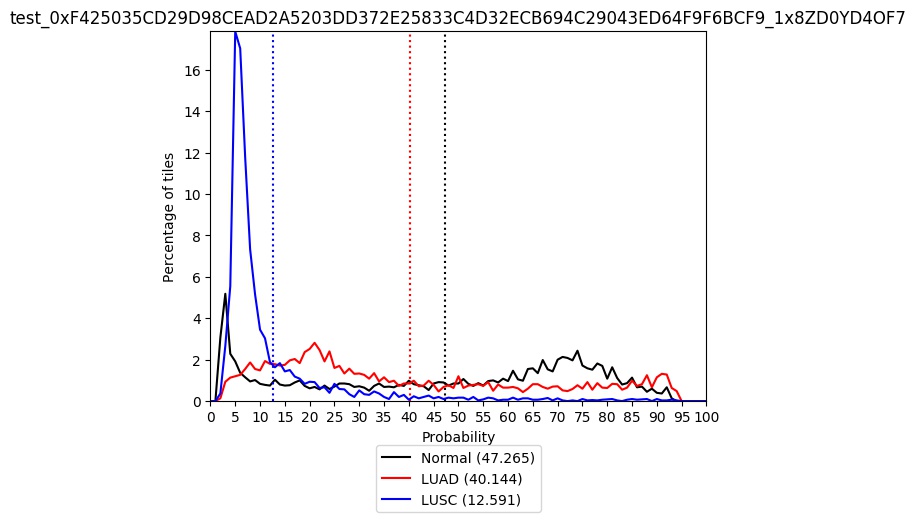 test_0xF425035CD29D98CEAD2A5203DD372E25833C4D32ECB694C29043ED64F9F6BCF9_1x8ZD0YD4OF7
Percentage of tiles
16
14
12
10
8
6
4
2
0
0 5 10 15 20 25 30 35 40 45 50 55 60 65 70 75 80 85 90 95 100
Probability
Normal (47.265)
LUAD (40.144)
LUSC (12.591)